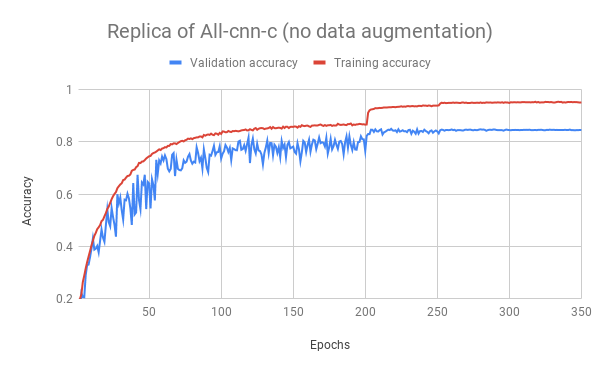 Replica of All-cnn-c (no data augmentation)
Validation accuracy Training accuracy
1
0.8
0.6
0.4
0.2
Accuracy
50 100 150 200 250 300 350
Epochs